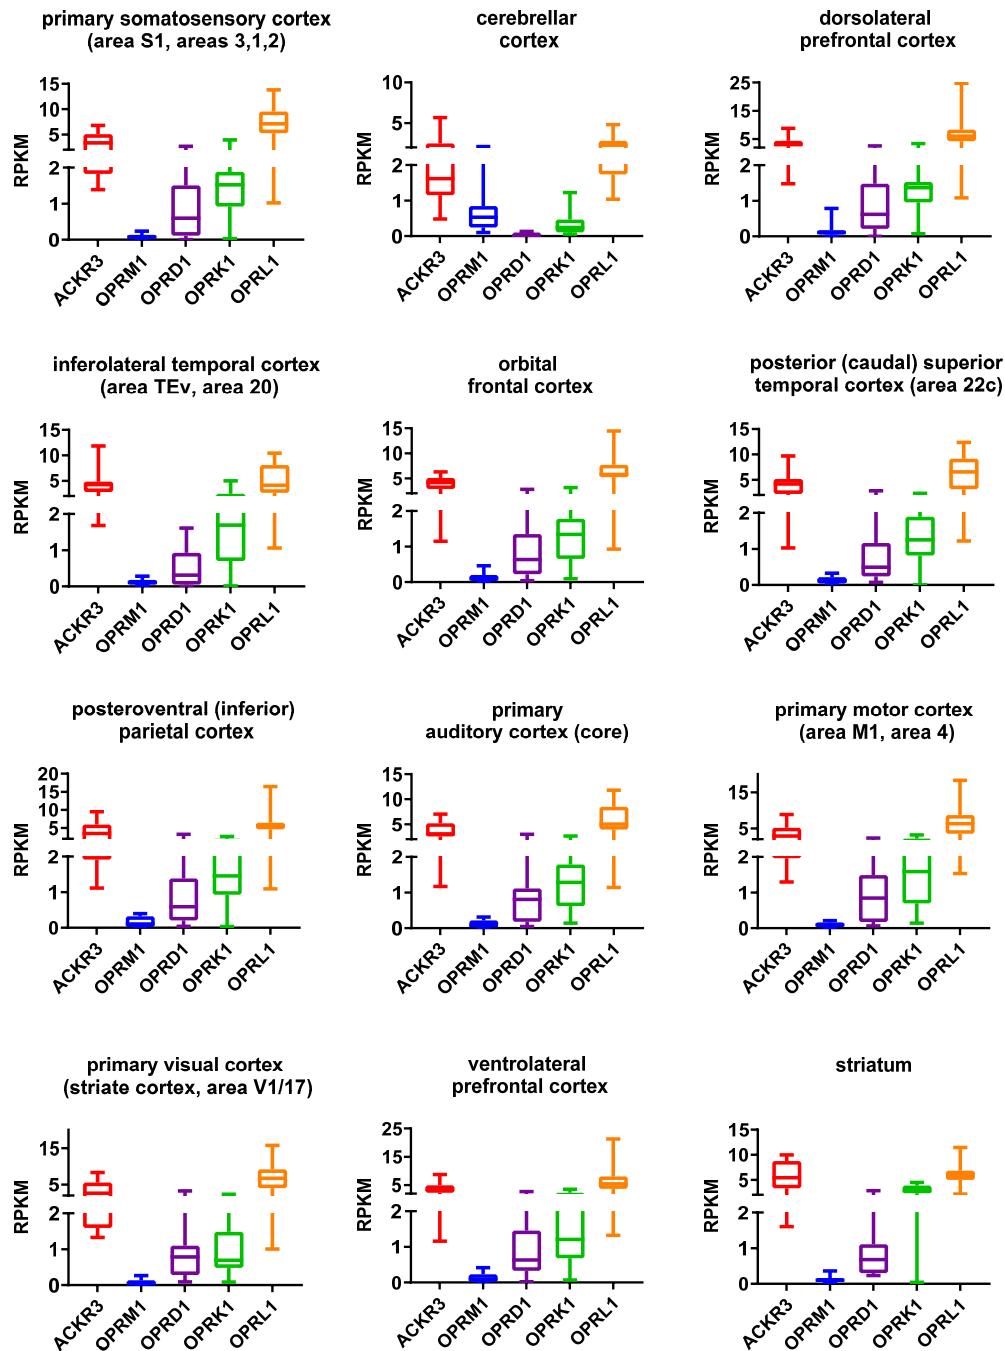 primary somatosensory cortex
(area S1, areas 3,1,2)
15
10
5
2
1
0
RPKM
ACKR3
OPRM1
OPRD1
OPRK1
OPRL1
cerebrellar
cortex
10
5
2
1
0
RPKM
ACKR3
OPRM1
OPRD1
OPRK1
OPRL1
dorsolateral
prefrontal cortex
25
15
5
2
1
0
RPKM
ACKR3
OPRM1
OPRD1
OPRK1
OPRL1
inferolateral temporal cortex
(area TEv, area 20)
15
10
5
2
1
0
RPKM
ACKR3
OPRM1
OPRD1
OPRK1
OPRL1
orbital
frontal cortex
15
10
5
2
1
0
RPKM
ACKR3
OPRM1
OPRD1
OPRK1
OPRL1
posterior (caudal) superior
temporal cortex (area 22c)
15
10
5
2
1
0
RPKM
ACKR3
OPRM1
OPRD1
OPRK1
OPRL1
posteroventral (inferior)
parietal cortex
20
15
10
5
2
1
0
RPKM
ACKR3
OPRM1
OPRD1
OPRK1
OPRL1
primary
auditory cortex (core)
15
10
5
2
1
0
RPKM
ACKR3
OPRM1
OPRD1
OPRK1
OPRL1
primary motor cortex
(area M1, area 4)
15
5
2
1
0
RPKM
ACKR3
OPRM1
OPRD1
OPRK1
OPRL1
primary visual cortex
(striate cortex, area V1/17)
15
5
2
1
0
RPKM
ACKR3
OPRM1
OPRD1
OPRK1
OPRL1
ventrolateral
prefrontal cortex
25
15
5
2
1
0
RPKM
ACKR3
OPRM1
OPRD1
OPRK1
OPRL1
striatum
15
10
5
2
1
0
RPKM
ACKR3
OPRM1
OPRD1
OPRK1
OPRL1